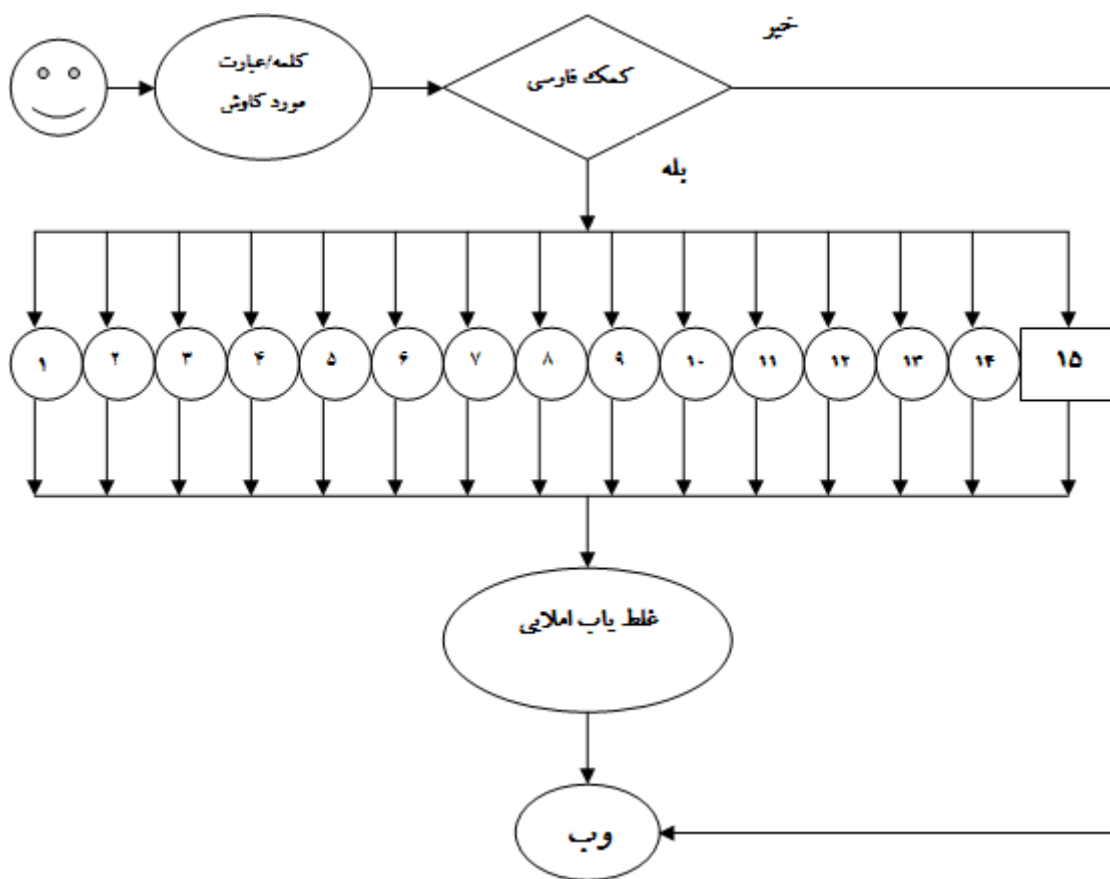 خیر
کلمه/عبارت
مورد کاوش
کمک فارسی
بله
۱ ۲ ۳ ۴ ۵ ۶ ۷ ۸ ۹ ۱۰ ۱۱ ۱۲ ۱۳ ۱۴ ۱۵
غلط یاب املایی
وب